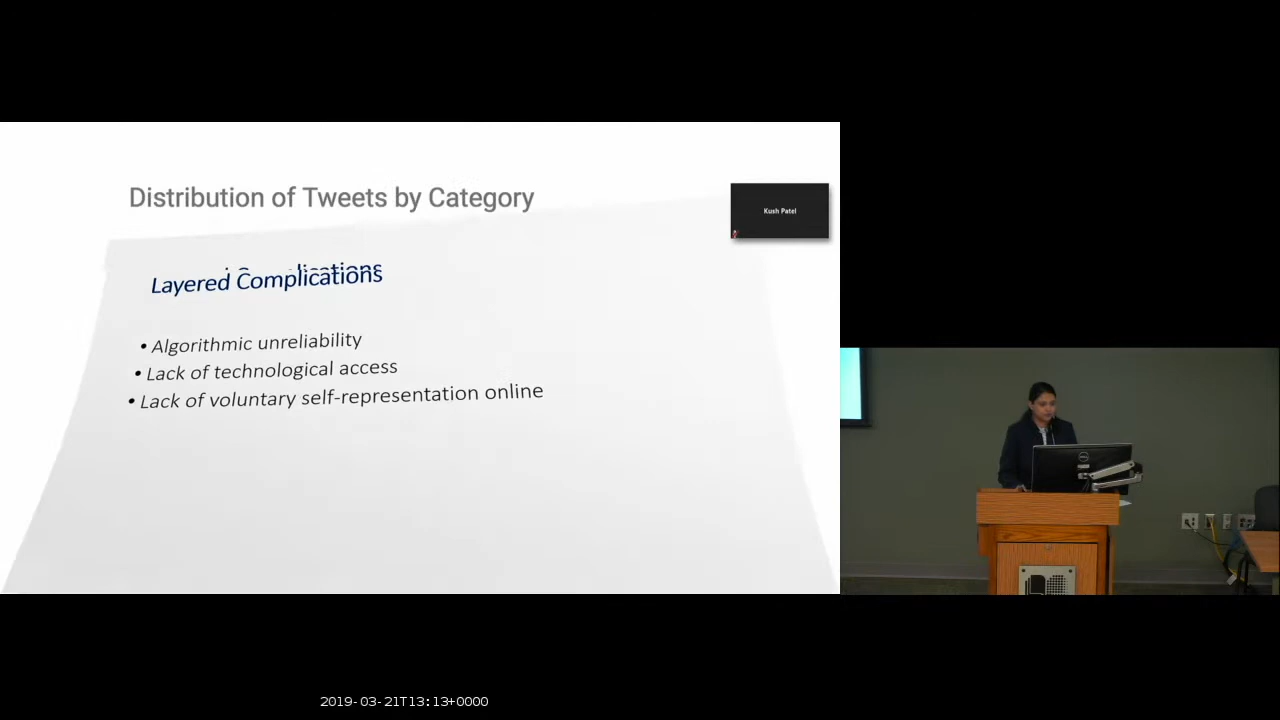 Distribution of Tweets by Category
Kush Patel
Layered Complications
• Algorithmic unreliability
• Lack of technological access
• Lack of voluntary self-representation online
DELL
2019-03-21T13:13+0000